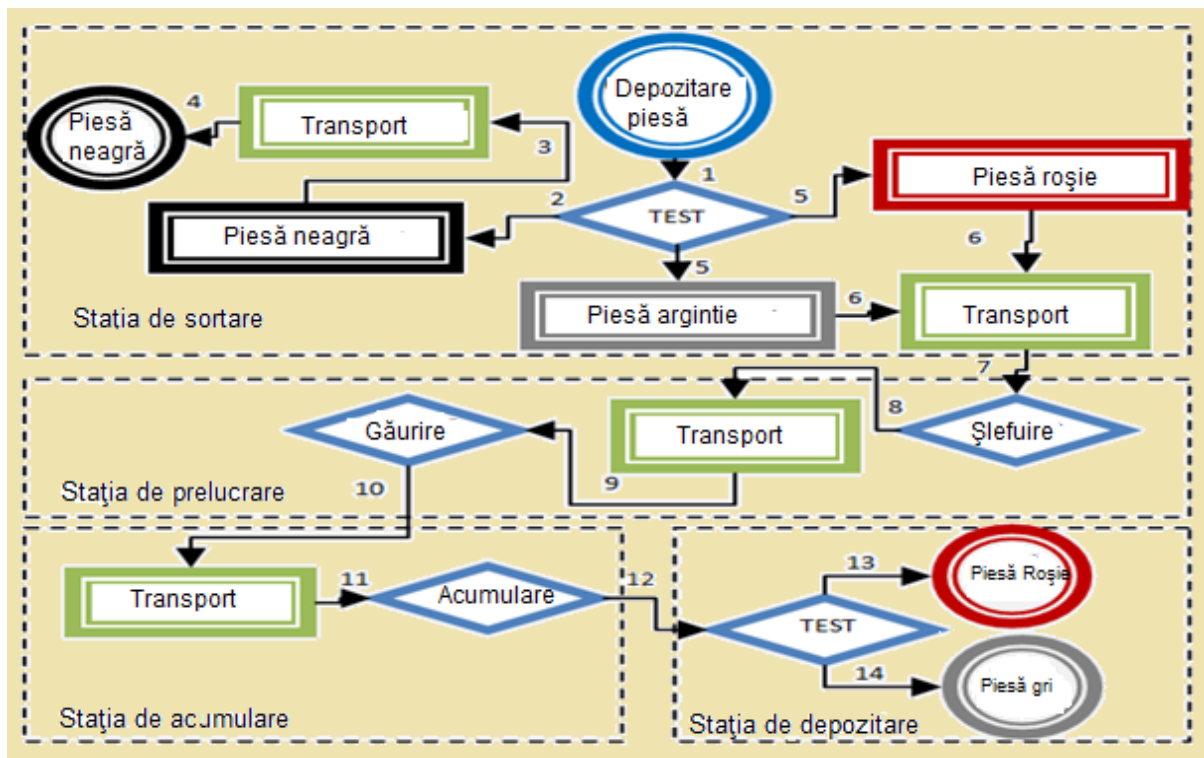 Depozitare
piesă
Piesă
neagră
4
Transport
3
1
2
TEST
5
Piesă roşie
Piesă neagră
5
6
Piesă argintie
6
Transport
Staţia de sortare
7
Găurire
Transport
8
Şlefuire
9
10
Staţia de prelucrare
Transport
11
Acumulare
12
13
Piesă Roşie
TEST
14
Piesă gri
Staţia de acumulare
Staţia de depozitare